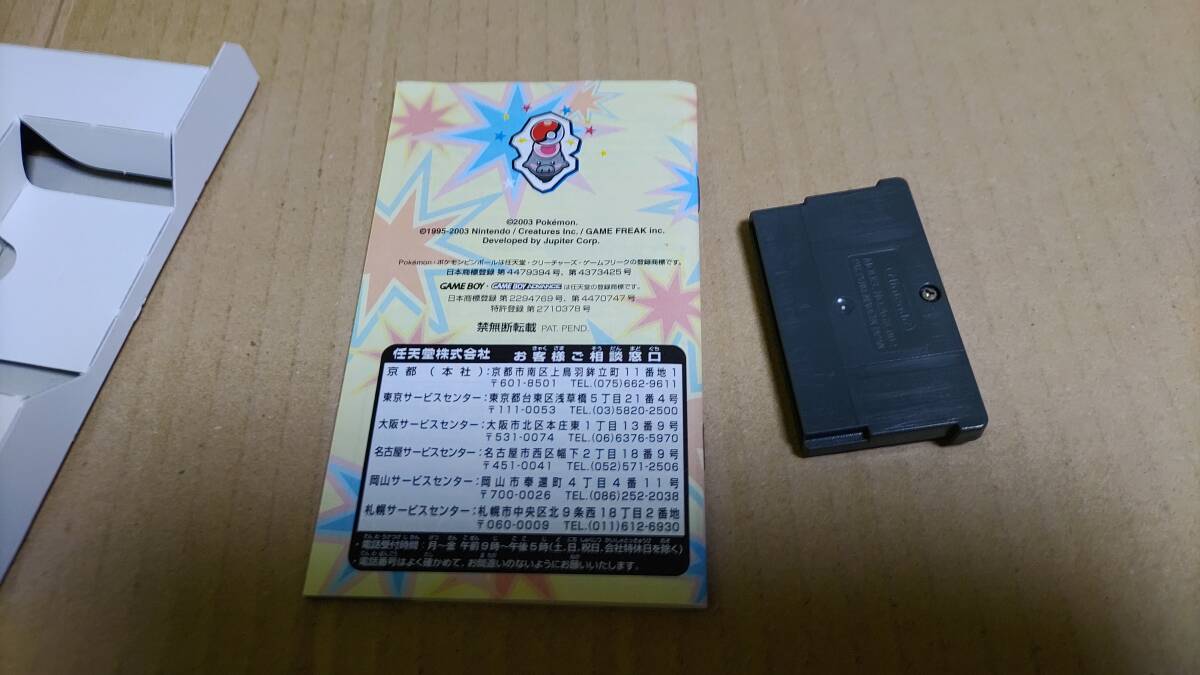 ©2003 Pokémon.
©1995-2003 Nintendo / Creatures Inc. / GAME FREAK inc.
Developed by Jupiter Corp.
Pokémon・ポケモンピンボールは任天堂・クリーチャーズ・ゲームフリークの登録商標です。
日本商標登録 第4479394号、第4373425号
GAME BOY・GAME BOY ADVANCE は任天堂の登録商標です。
日本商標登録 第2294769号、第4470747号
特許登録 第2710378号
禁無断転載 PAT. PEND.
任天堂株式会社 お客様ご相談窓口
京都(本社):京都市南区上鳥羽鉾立町11番地1
〒601-8501 TEL.(075)662-9611
東京サービスセンター:東京都台東区浅草橋5丁目21番4号
〒111-0053 TEL.(03)5820-2500
大阪サービスセンター:大阪市北区本庄東1丁目13番9号
〒531-0074 TEL.(06)6376-5970
名古屋サービスセンター:名古屋市西区幅下2丁目18番9号
〒451-0041 TEL.(052)571-2506
岡山サービスセンター:岡山市奉還町4丁目4番11号
〒700-0026 TEL.(086)252-2038
札幌サービスセンター:札幌市中央区北9条西18丁目2番地
〒060-0009 TEL.(011)612-6930
・電話受付時間:月〜金 午前9時〜午後5時(土、日、祝日、会社特休日を除く)
・電話番号はよく確かめて、お間違いのないようにお願いいたします。
Nintendo